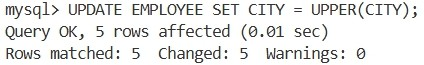 mysql> UPDATE EMPLOYEE SET CITY = UPPER(CITY);
Query OK, 5 rows affected (0.01 sec)
Rows matched: 5  Changed: 5  Warnings: 0